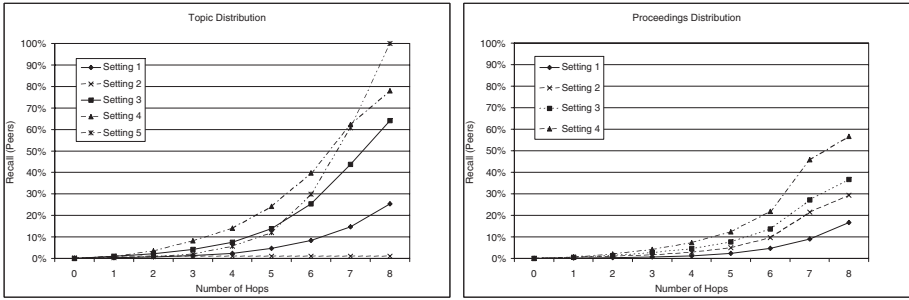 Topic Distribution
100%
90%
80%
70%
60%
50%
40%
30%
20%
10%
0%
Recall (Peers)
Setting 1
Setting 2
Setting 3
Setting 4
Setting 5
0 1 2 3 4 5 6 7 8
Number of Hops
Proceedings Distribution
100%
90%
80%
70%
60%
50%
40%
30%
20%
10%
0%
Recall (Peers)
Setting 1
Setting 2
Setting 3
Setting 4
0 1 2 3 4 5 6 7 8
Number of Hops